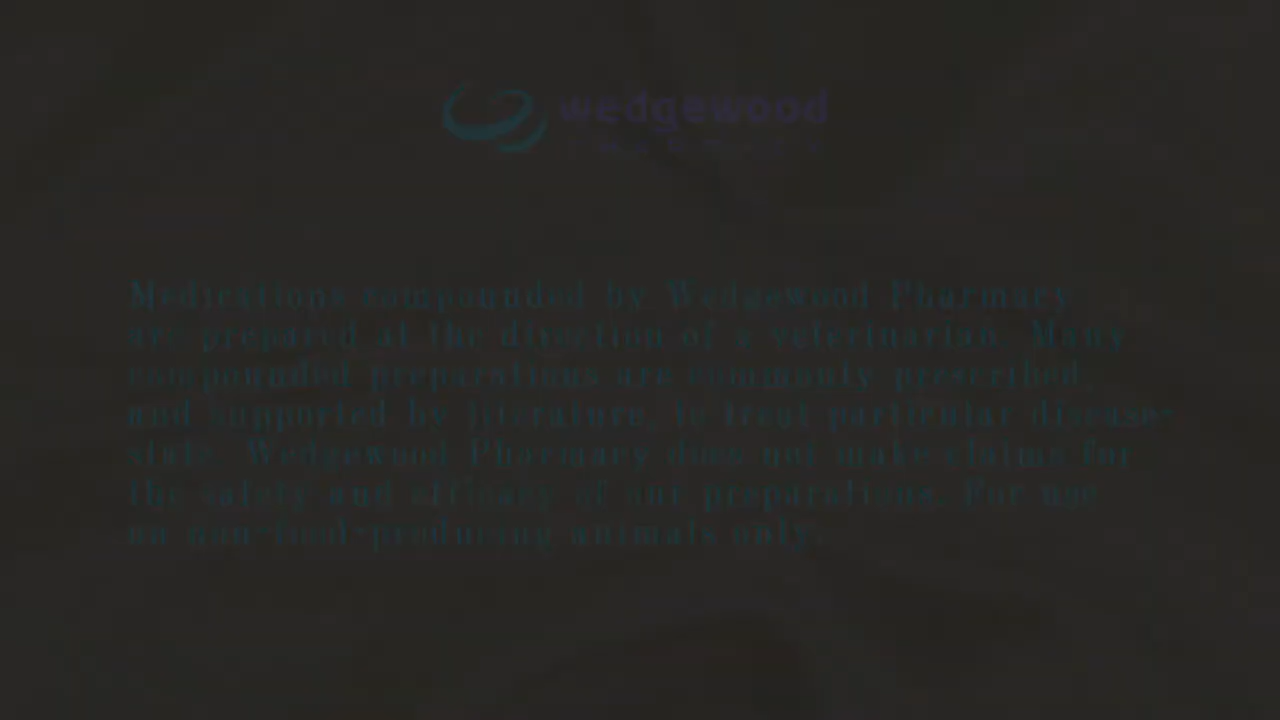 wedgewood
Medications compounded by Wedgewood Pharmacy
are prepared at the direction of a veterinarian. Many
compounded preparations are commonly prescribed
and supported by literature, to treat particular disease-
state. Wedgewood Pharmacy does not make claims for
the safety and efficacy of our preparations. For use
on non-food-producing animals only.